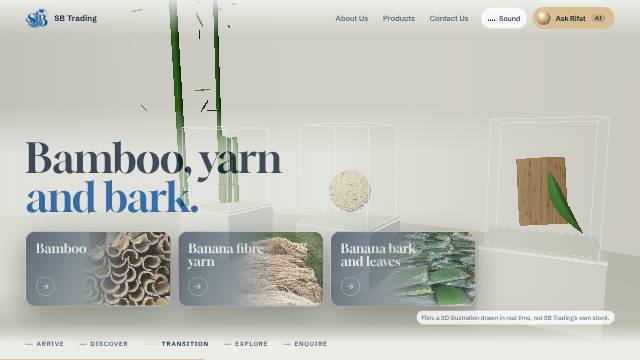 SB
SB Trading
About Us
Products
Contact Us
Sound
Ask Rifat
AI
Bamboo, yarn
and bark.
Bamboo
Banana fibre
yarn
Banana bark
and leaves
Film: a 3D illustration drawn in real time, not SB Trading's own stock.
ARRIVE
DISCOVER
TRANSITION
EXPLORE
ENQUIRE